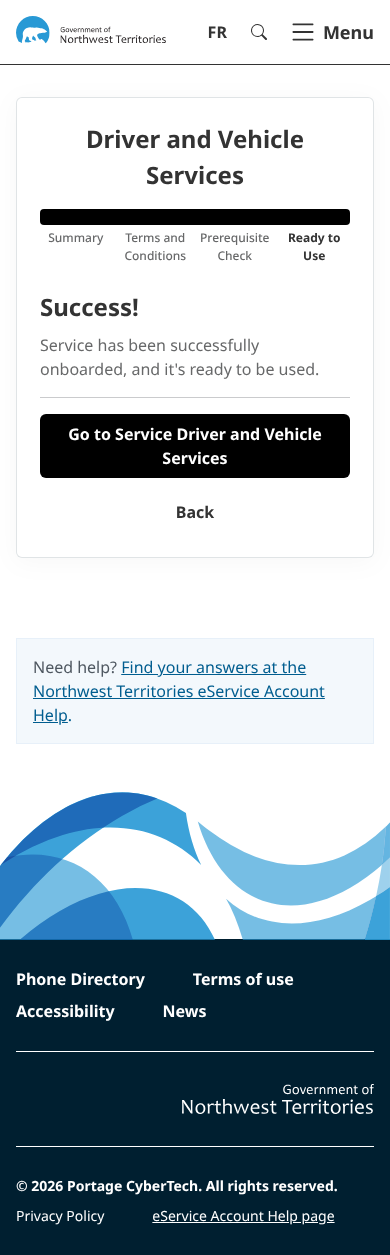 Government of
Northwest Territories
FR
Menu
Driver and Vehicle
Services
Summary
Terms and
Conditions
Prerequisite
Check
Ready to
Use
Success!
Service has been successfully
onboarded, and it's ready to be used.
Go to Service Driver and Vehicle
Services
Back
Need help? Find your answers at the
Northwest Territories eService Account
Help.
Phone Directory
Terms of use
Accessibility
News
Government of
Northwest Territories
© 2026 Portage CyberTech. All rights reserved.
Privacy Policy
eService Account Help page